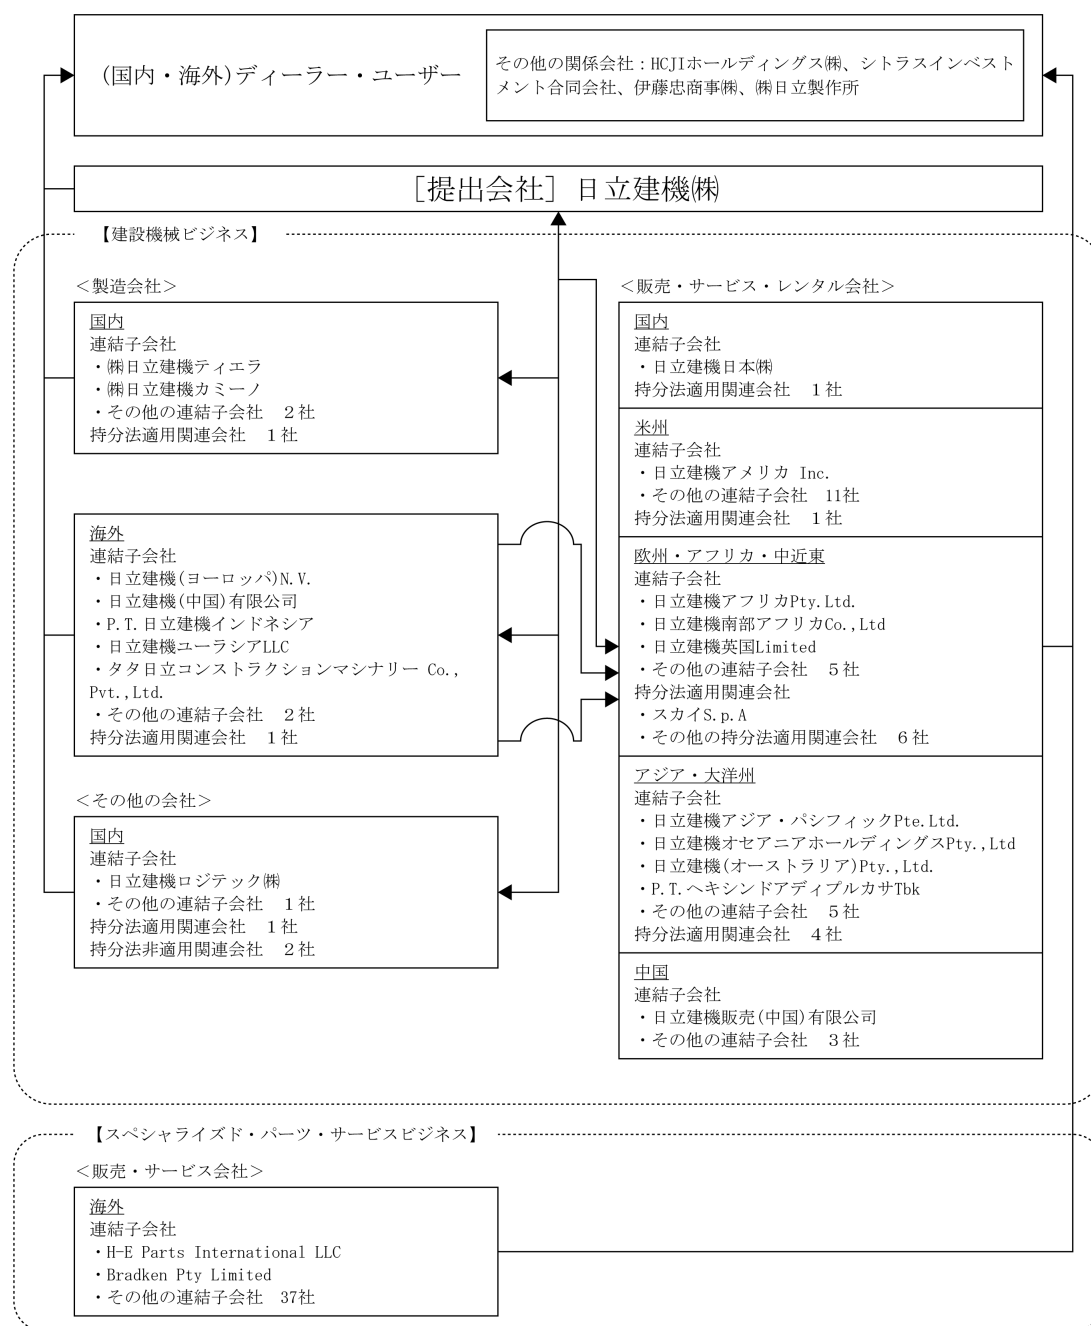 (国内・海外)ディーラー・ユーザー
その他の関係会社：HCJIホールディングス㈱、シトラスインベスト
メント合同会社、伊藤忠商事㈱、㈱日立製作所
［提出会社］日立建機㈱
【建設機械ビジネス】
＜製造会社＞
国内
連結子会社
・㈱日立建機ティエラ
・㈱日立建機カミーノ
・その他の連結子会社　２社
持分法適用関連会社　１社
海外
連結子会社
・日立建機(ヨーロッパ)N.V.
・日立建機(中国)有限公司
・P.T.日立建機インドネシア
・日立建機ユーラシアLLC
・タタ日立コンストラクションマシナリー Co.,
Pvt.,Ltd.
・その他の連結子会社　２社
持分法適用関連会社　１社
＜その他の会社＞
国内
連結子会社
・日立建機ロジテック㈱
・その他の連結子会社　１社
持分法適用関連会社　１社
持分法非適用関連会社　２社
＜販売・サービス・レンタル会社＞
国内
連結子会社
・日立建機日本㈱
持分法適用関連会社　１社
米州
連結子会社
・日立建機アメリカ Inc.
・その他の連結子会社　11社
持分法適用関連会社　１社
欧州・アフリカ・中近東
連結子会社
・日立建機アフリカPty.Ltd.
・日立建機南部アフリカCo.,Ltd
・日立建機英国Limited
・その他の連結子会社　５社
持分法適用関連会社
・スカイS.p.A
・その他の持分法適用関連会社　６社
アジア・大洋州
連結子会社
・日立建機アジア・パシフィックPte.Ltd.
・日立建機オセアニアホールディングスPty.,Ltd
・日立建機(オーストラリア)Pty.,Ltd.
・P.T.ヘキシンドアディプルカサTbk
・その他の連結子会社　５社
持分法適用関連会社　４社
中国
連結子会社
・日立建機販売(中国)有限公司
・その他の連結子会社　３社
【スペシャライズド・パーツ・サービスビジネス】
＜販売・サービス会社＞
海外
連結子会社
・H-E Parts International LLC
・Bradken Pty Limited
・その他の連結子会社　37社